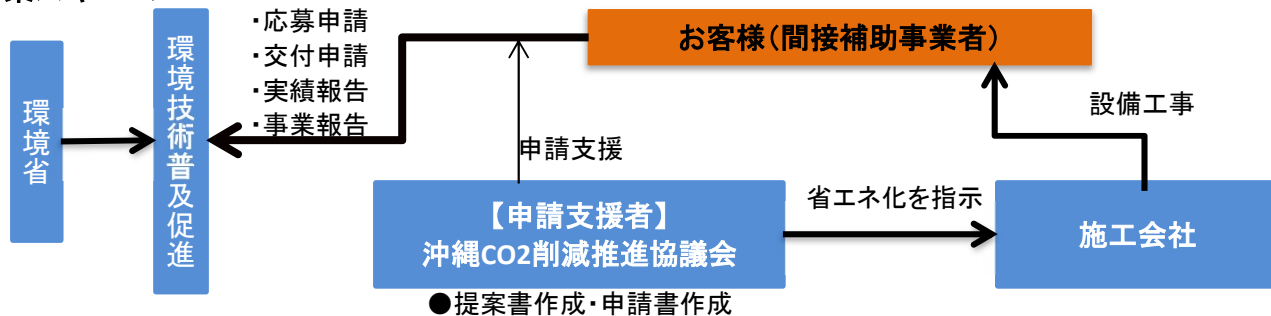 環境省
環境技術普及促進
・応募申請
・交付申請
・実績報告
・事業報告
お客様(間接補助事業者)
設備工事
申請支援
【申請支援者】
沖縄CO2削減推進協議会
省エネ化を指示
施工会社
●提案書作成・申請書作成